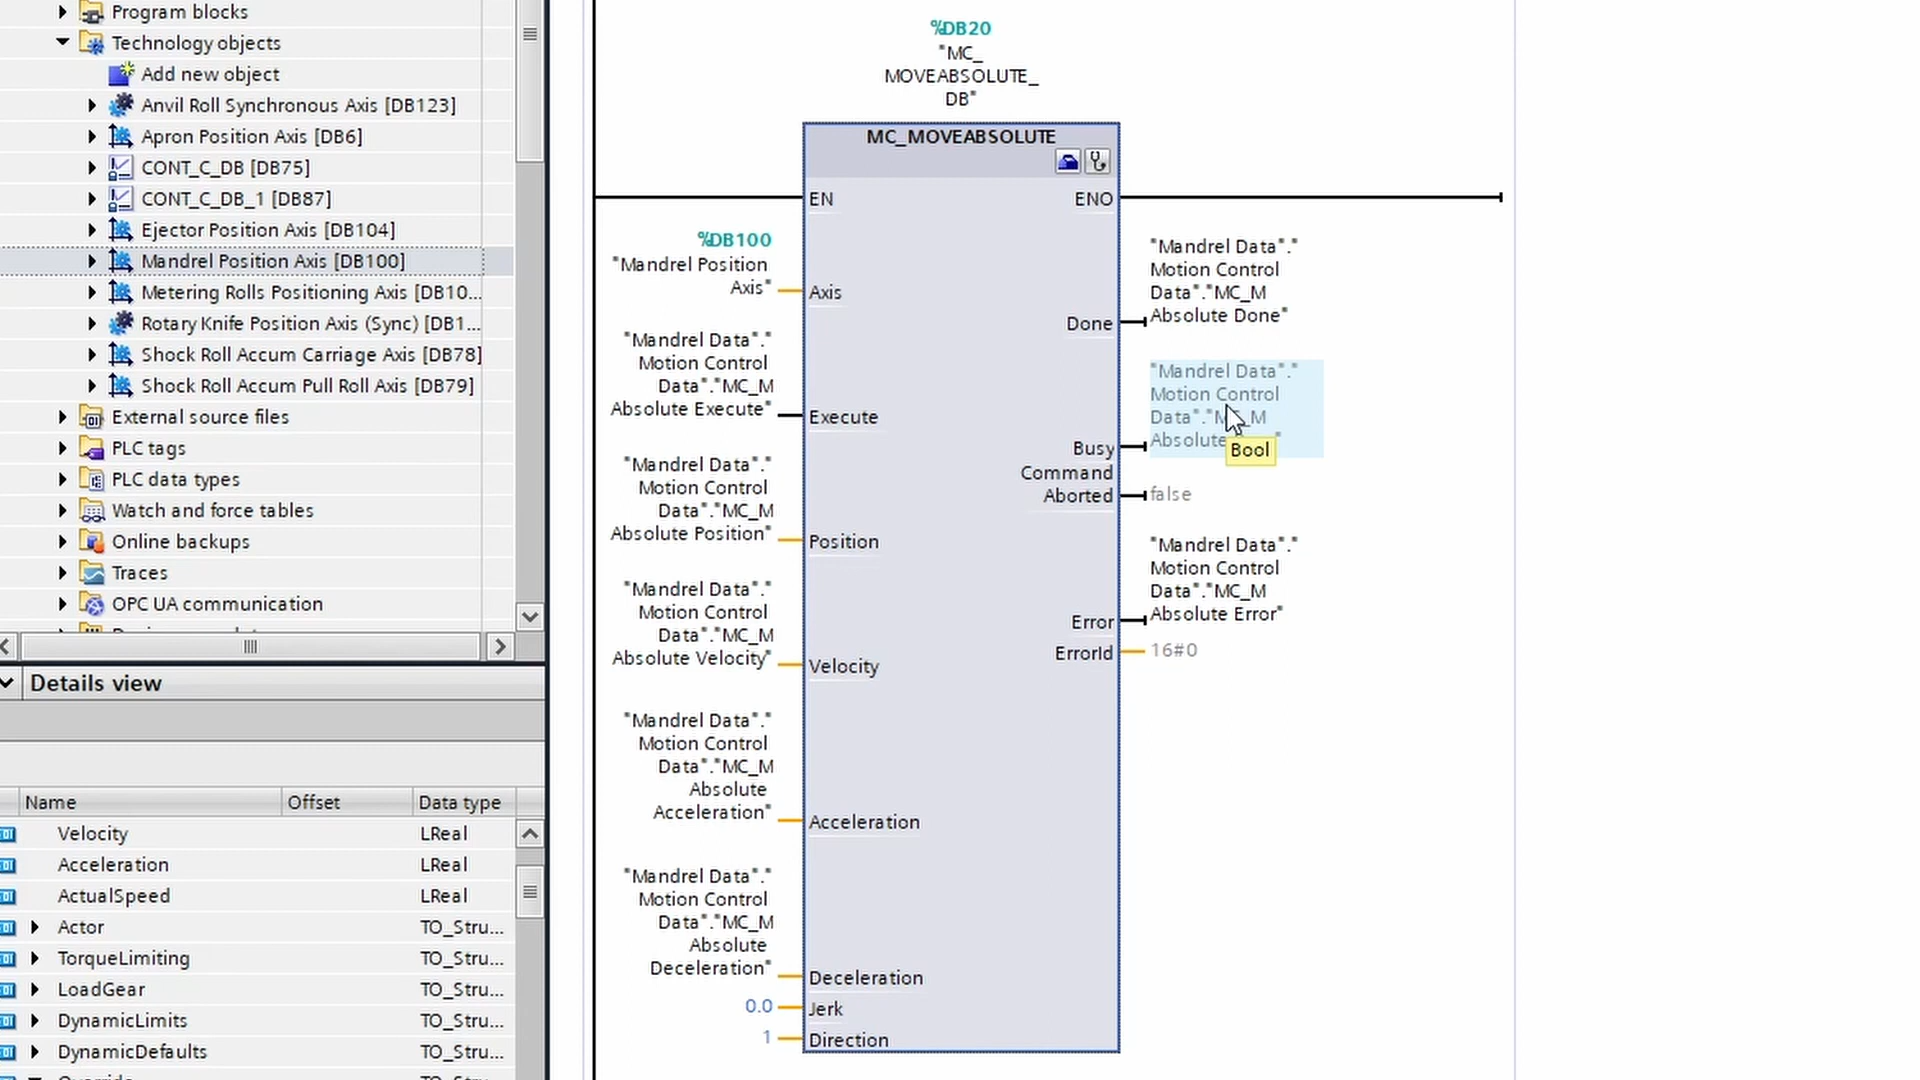 Program blocks
Technology objects
Add new object
Anvil Roll Synchronous Axis [DB123]
Apron Position Axis [DB6]
CONT_C_DB [DB75]
CONT_C_DB_1 [DB87]
Ejector Position Axis [DB104]
Mandrel Position Axis [DB100]
Metering Rolls Positioning Axis [DB10...
Rotary Knife Position Axis (Sync) [DB1...
Shock Roll Accum Carriage Axis [DB78]
Shock Roll Accum Pull Roll Axis [DB79]
External source files
PLC tags
PLC data types
Watch and force tables
Online backups
Traces
OPC UA communication
Details view
Name Offset Data type
Velocity LReal
Acceleration LReal
ActualSpeed LReal
Actor TO_Stru...
TorqueLimiting TO_Stru...
LoadGear TO_Stru...
DynamicLimits TO_Stru...
DynamicDefaults TO_Stru...
%DB20
"MC_
MOVEABSOLUTE_
DB"
MC_MOVEABSOLUTE
EN ENO
%DB100
"Mandrel Position
Axis"
Axis
"Mandrel Data"."
Motion Control
Data"."MC_M
Absolute Execute"
Execute
"Mandrel Data"."
Motion Control
Data"."MC_M
Absolute Position"
Position
"Mandrel Data"."
Motion Control
Data"."MC_M
Absolute Velocity"
Velocity
"Mandrel Data"."
Motion Control
Data"."MC_M
Absolute
Acceleration"
Acceleration
"Mandrel Data"."
Motion Control
Data"."MC_M
Absolute
Deceleration"
Deceleration
0.0 Jerk
1 Direction
Done
"Mandrel Data"."
Motion Control
Data"."MC_M
Absolute Done"
Busy
"Mandrel Data"."
Motion Control
Data"."MC_M
Absolute
Bool
Command
Aborted false
Error
"Mandrel Data"."
Motion Control
Data"."MC_M
Absolute Error"
ErrorId 16#0